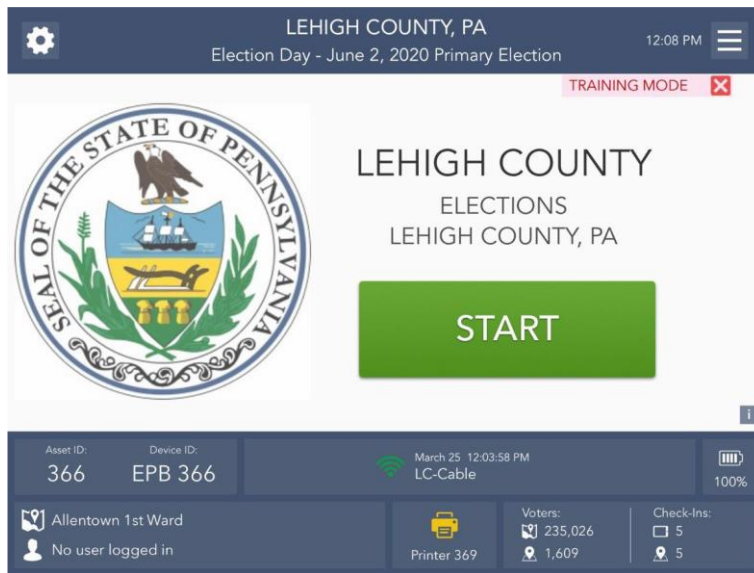 LEHIGH COUNTY, PA
Election Day - June 2, 2020 Primary Election
12:08 PM
TRAINING MODE
SEAL OF THE STATE OF PENNSYLVANIA
LEHIGH COUNTY
ELECTIONS
LEHIGH COUNTY, PA
START
i
Asset ID:
366
Device ID:
EPB 366
March 25 12:03:58 PM
LC-Cable
100%
Allentown 1st Ward
No user logged in
Printer 369
Voters:
235,026
1,609
Check-Ins:
5
5